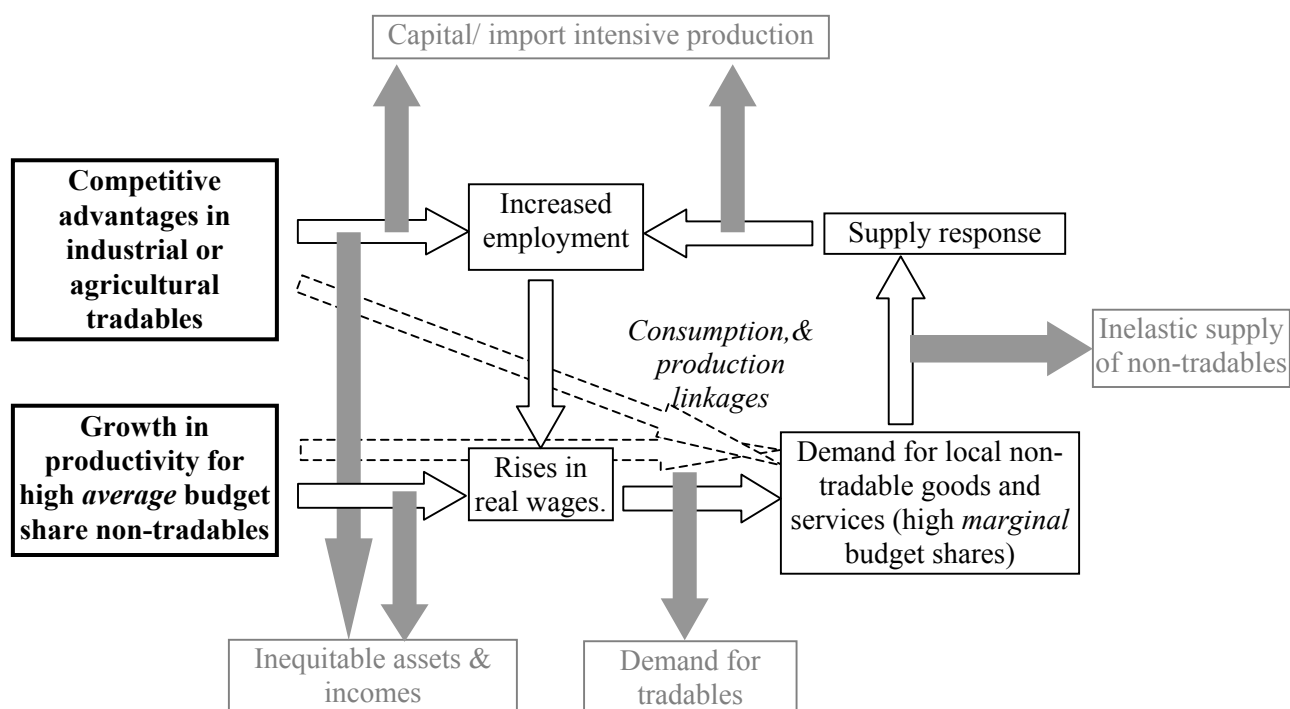 Capital/ import intensive production
Competitive
advantages in
industrial or
agricultural
tradables
Increased
employment
Supply response
Consumption,&
production
linkages
Inelastic supply
of non-tradables
Growth in
productivity for
high average budget
share non-tradables
Rises in
real wages.
Demand for local non-
tradable goods and
services (high marginal
budget shares)
Inequitable assets &
incomes
Demand for
tradables